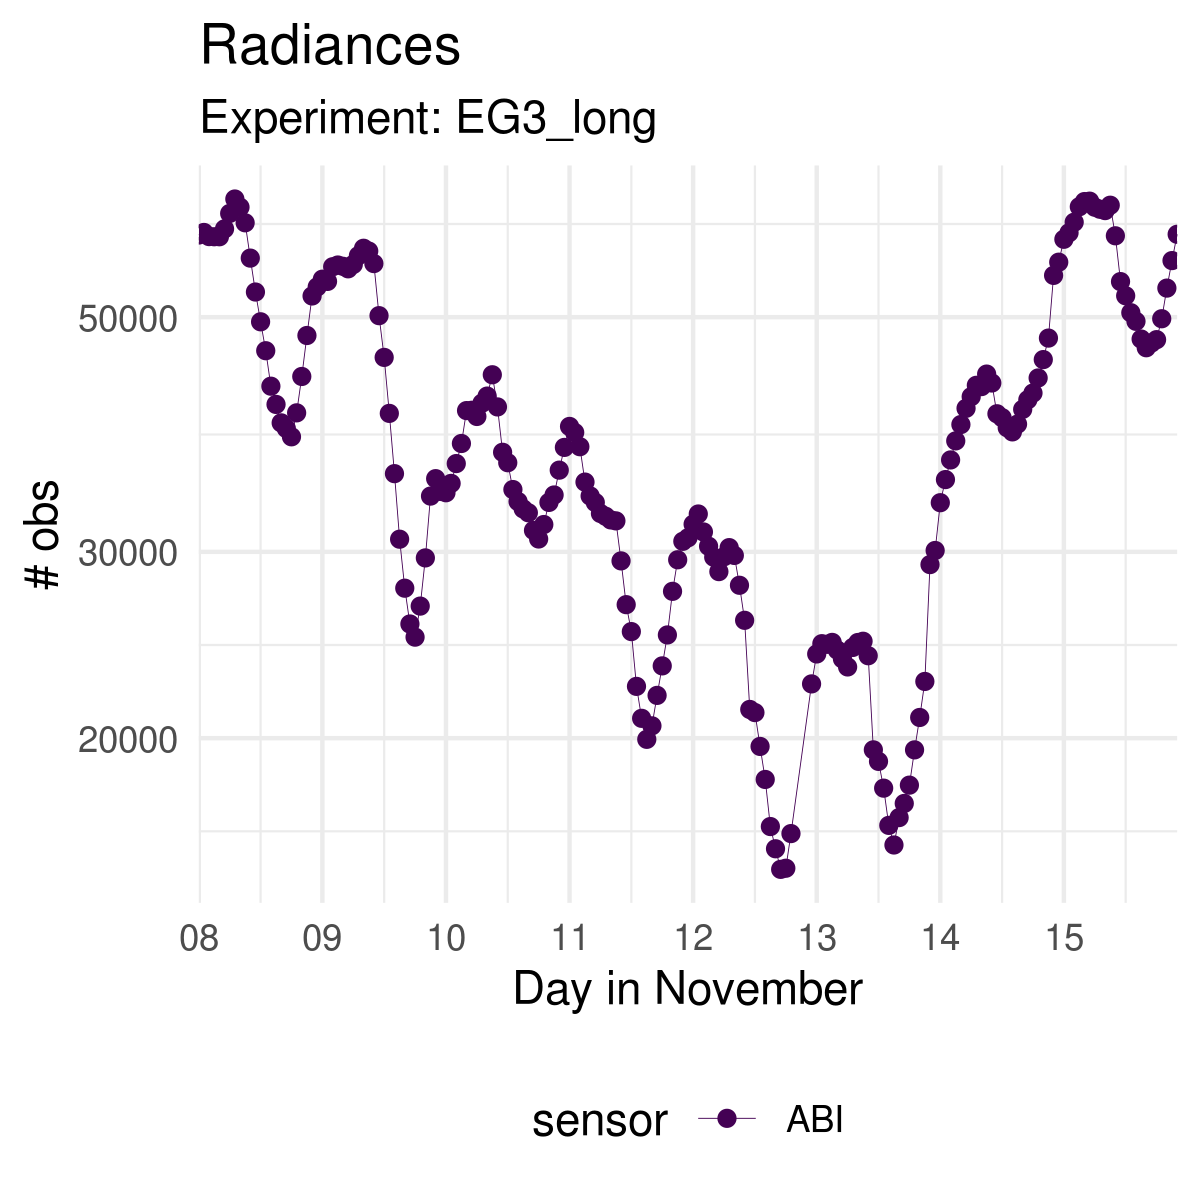 Radiances
Experiment: EG3_long
# obs
50000
30000
20000
08 09 10 11 12 13 14 15
Day in November
sensor ABI